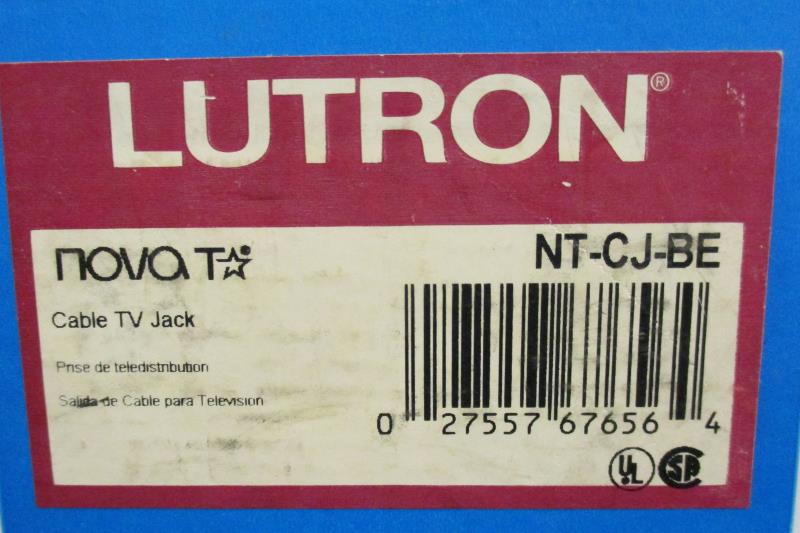 LUTRON®
nova T☆®
NT-CJ-BE
Cable TV Jack
Prise de teledistribution
Salida de Cable para Television
0 27557 67656 4
UL SP